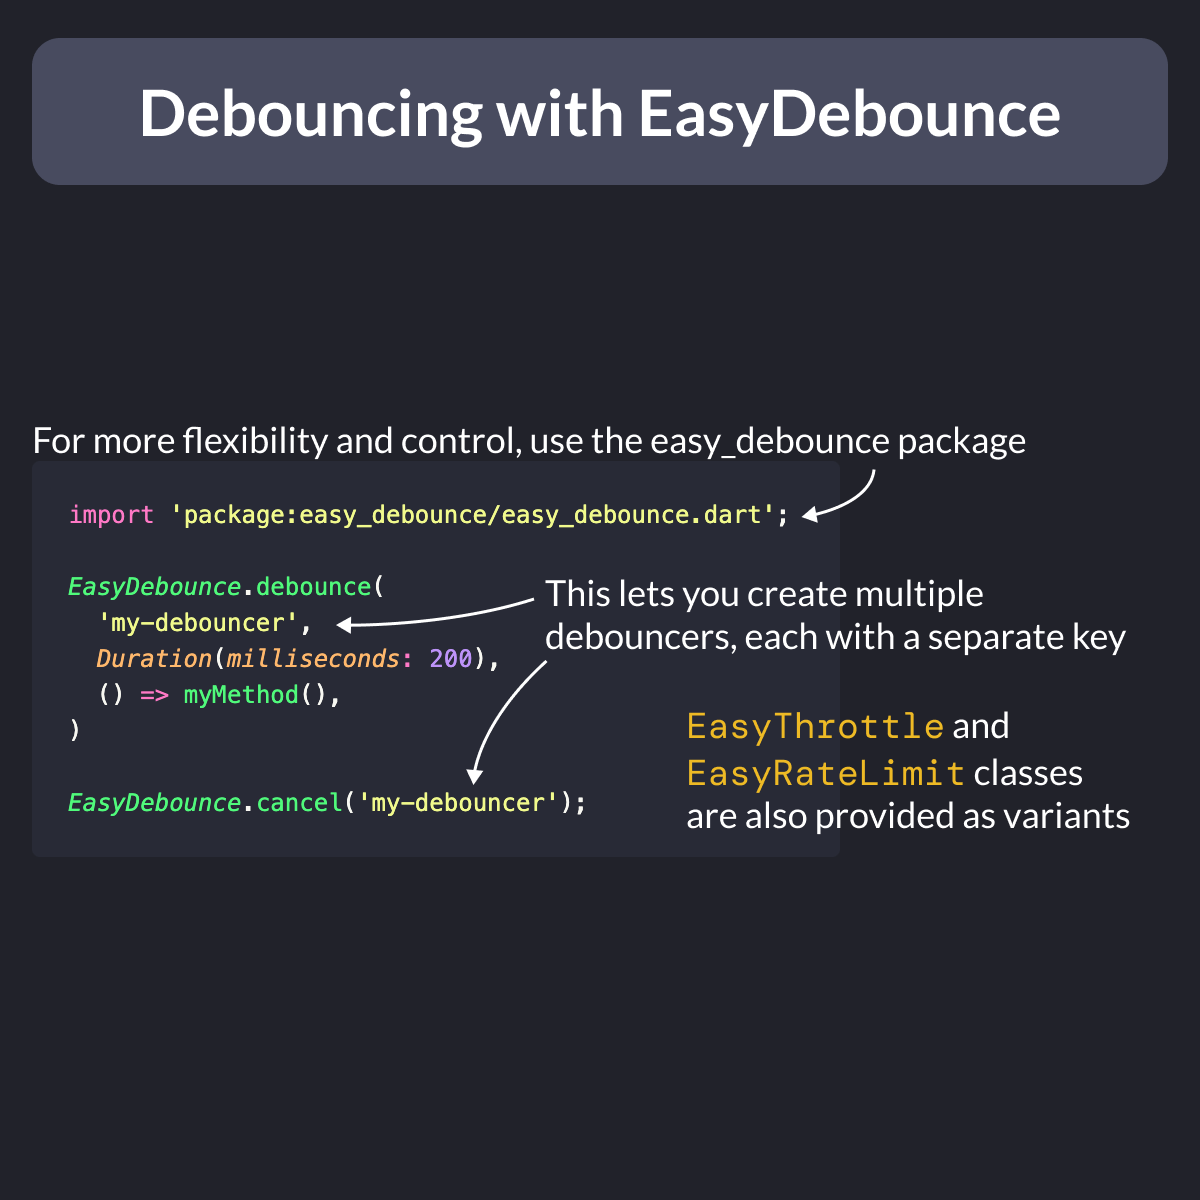 Debouncing with EasyDebounce
For more flexibility and control, use the easy_debounce package
import 'package:easy_debounce/easy_debounce.dart';
EasyDebounce.debounce(
'my-debouncer',
Duration(milliseconds: 200),
() => myMethod(),
)
EasyDebounce.cancel('my-debouncer');
This lets you create multiple
debouncers, each with a separate key
EasyThrottle and
EasyRateLimit classes
are also provided as variants